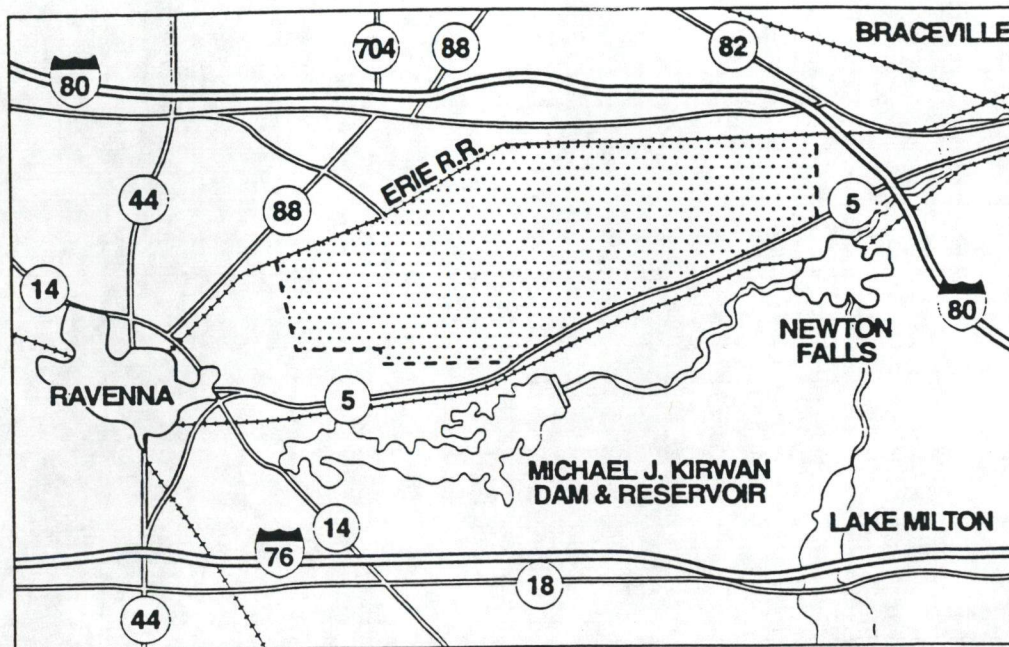 704
88
82
BRACEVILLE
80
ERIE R.R.
44
88
5
14
80
NEWTON
FALLS
RAVENNA
5
MICHAEL J. KIRWAN
DAM & RESERVOIR
LAKE MILTON
14
76
18
44